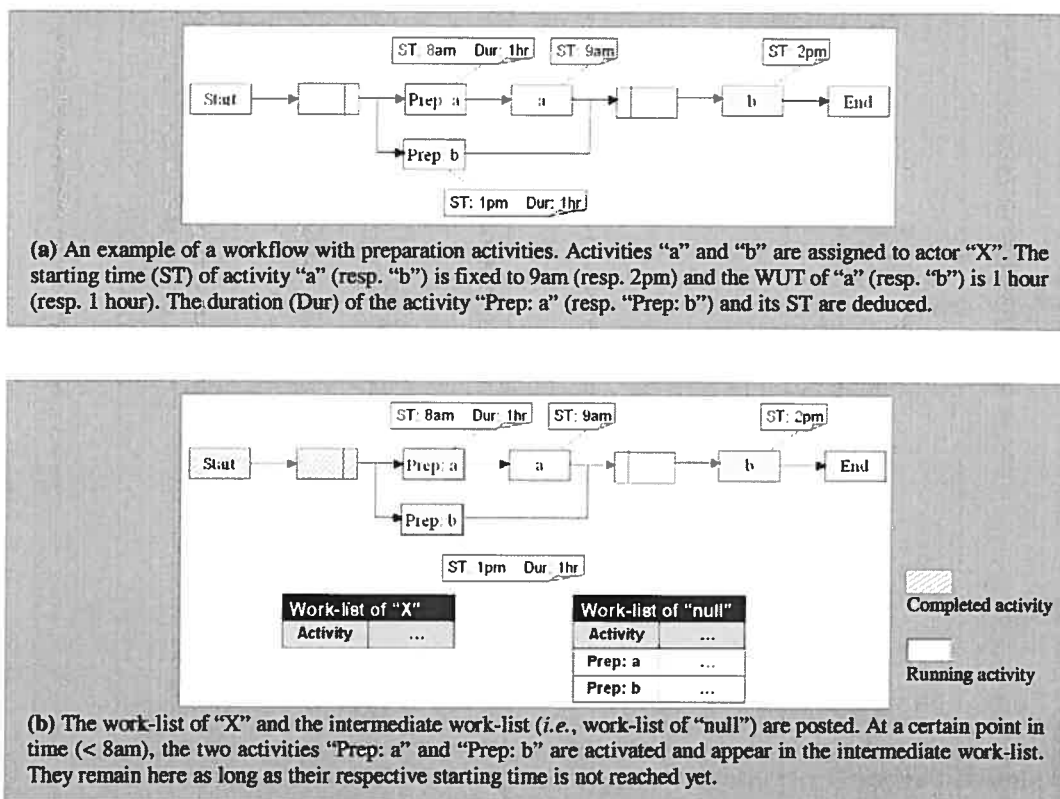 ST: 8am Dur: 1hr
ST: 9am
ST: 2pm
Start
Prep: a
a
b
End
Prep: b
ST: 1pm Dur: 1hr
(a) An example of a workflow with preparation activities. Activities “a” and “b” are assigned to actor “X”. The
starting time (ST) of activity “a” (resp. “b”) is fixed to 9am (resp. 2pm) and the WUT of “a” (resp. “b”) is 1 hour
(resp. 1 hour). The duration (Dur) of the activity “Prep: a” (resp. “Prep: b”) and its ST are deduced.
ST: 8am Dur: 1hr
ST: 9am
ST: 2pm
Start
Prep: a
a
b
End
Prep: b
ST: 1pm Dur: 1hr
Work-list of “X”
Activity ...
Work-list of “null”
Activity ...
Prep: a ...
Prep: b ...
Completed activity
Running activity
(b) The work-list of “X” and the intermediate work-list (i.e., work-list of “null”) are posted. At a certain point in
time (< 8am), the two activities “Prep: a” and “Prep: b” are activated and appear in the intermediate work-list.
They remain here as long as their respective starting time is not reached yet.